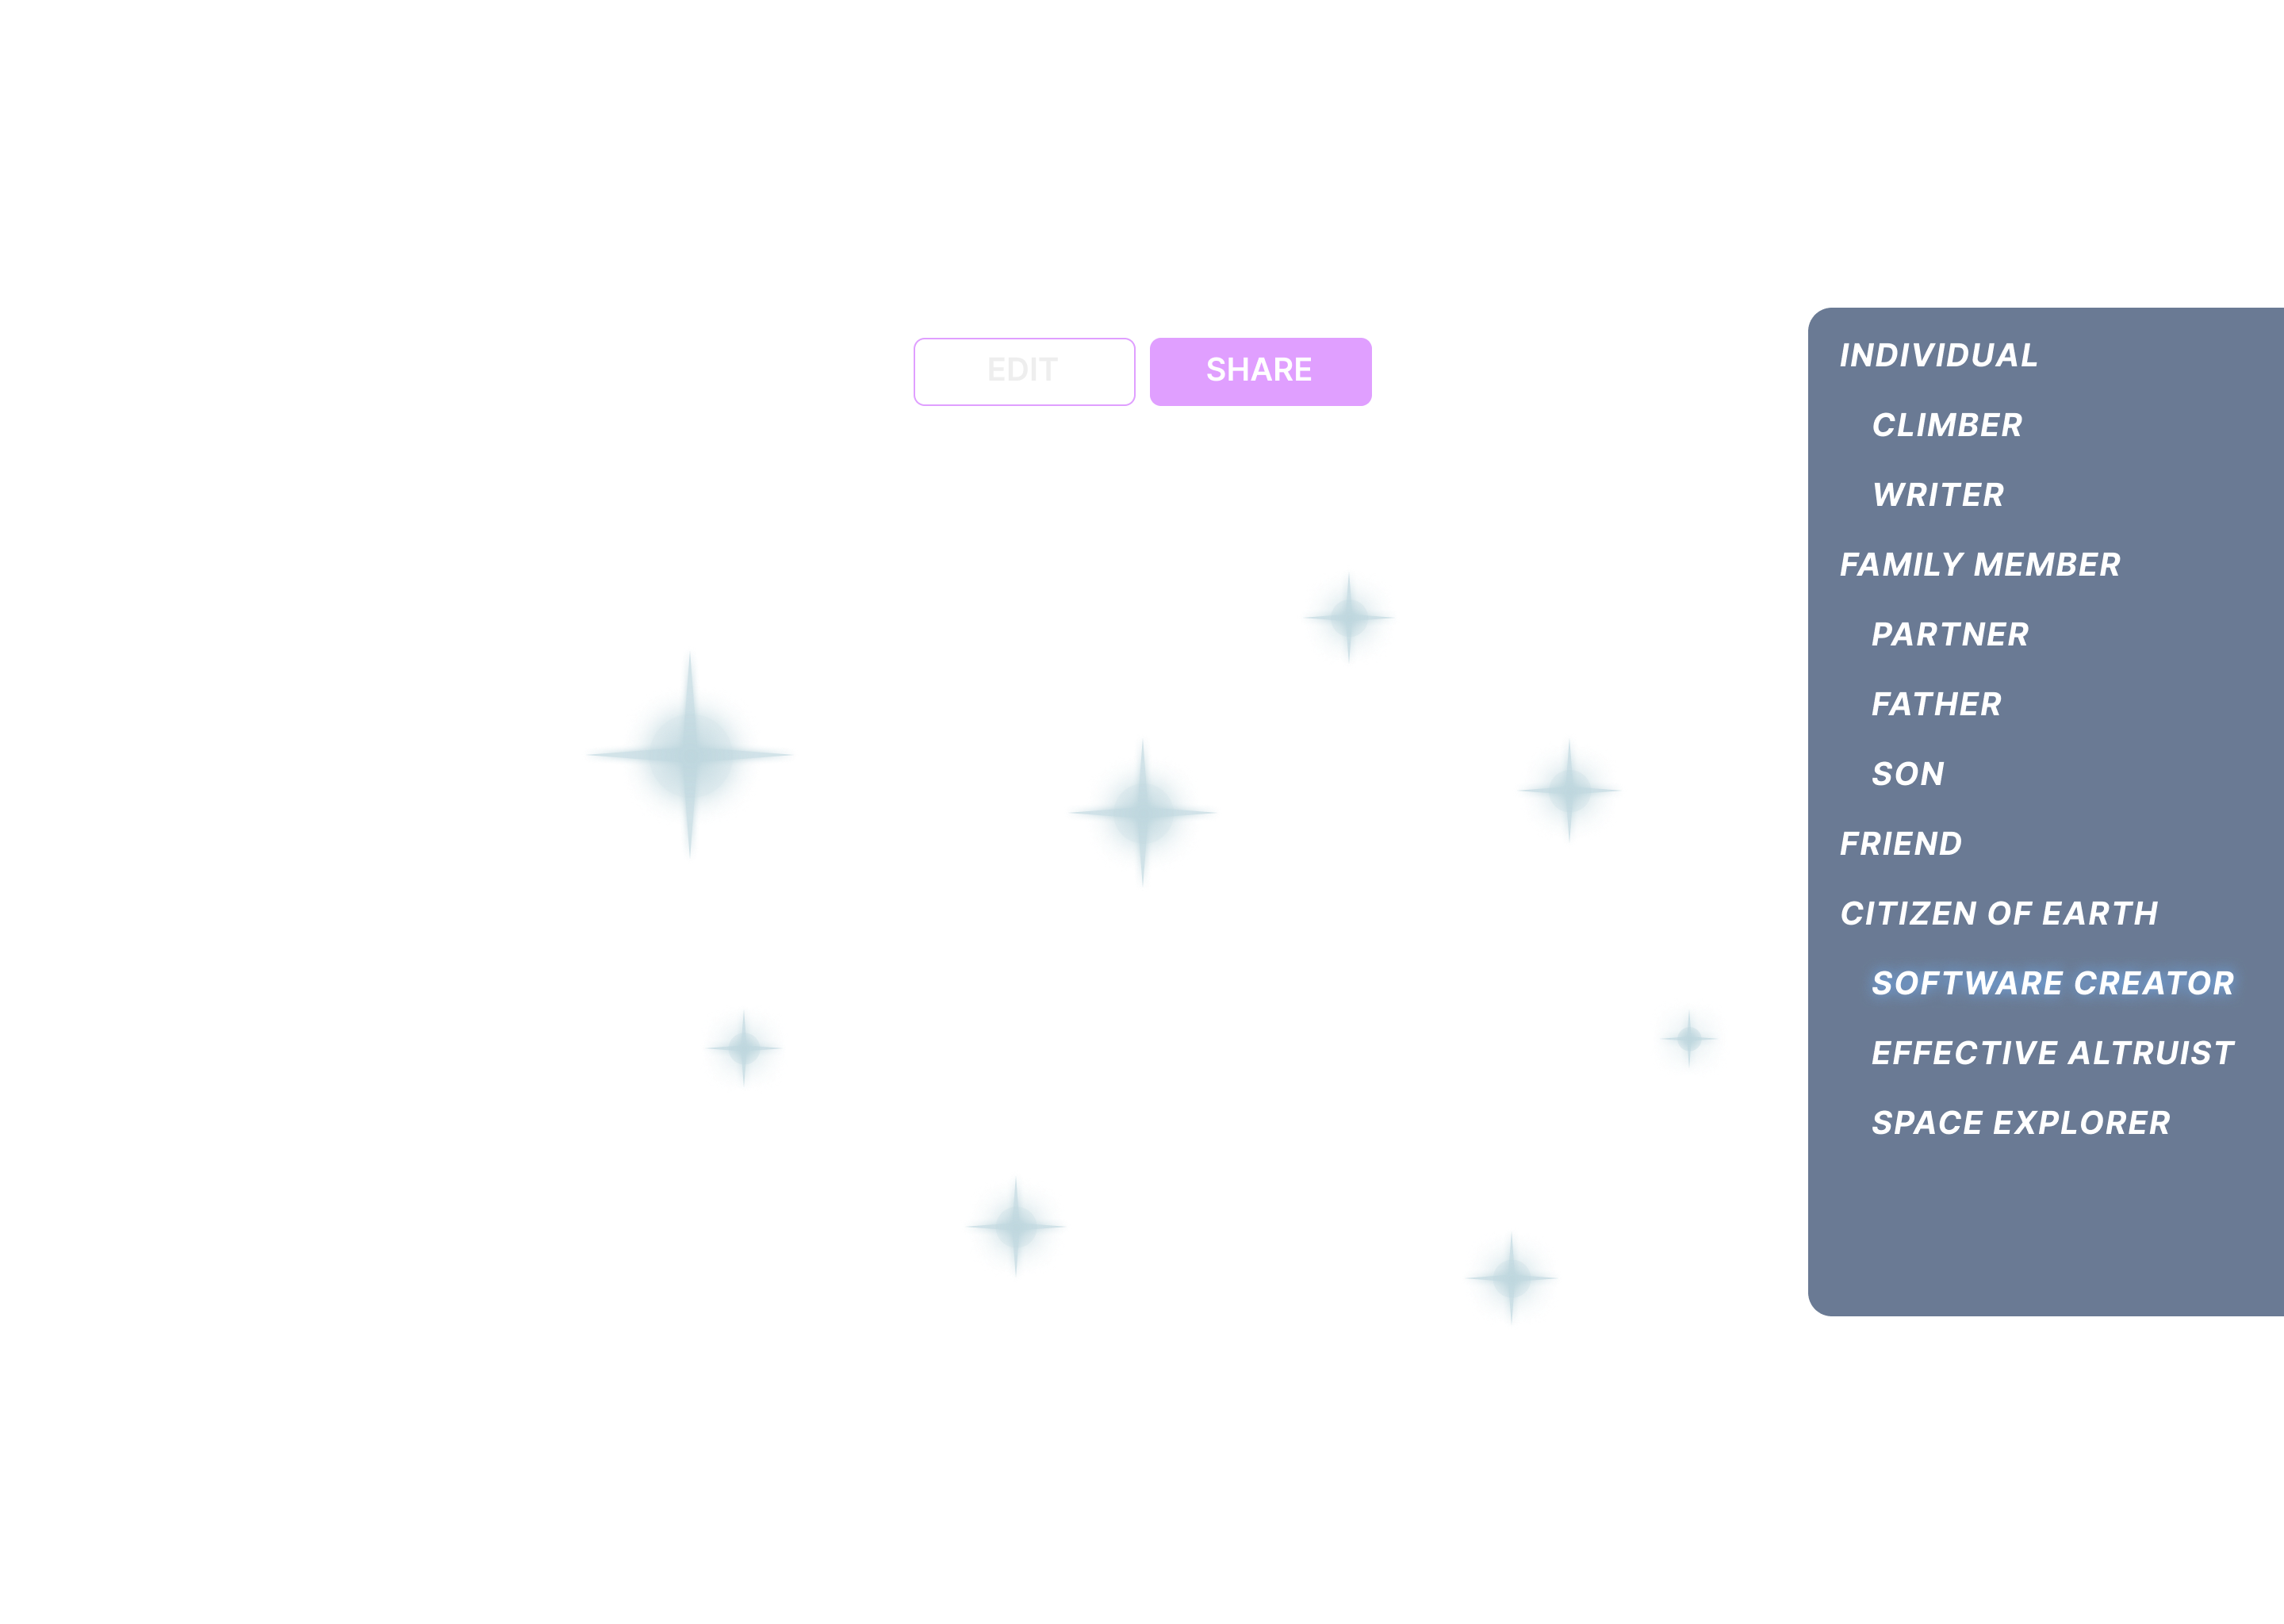 EDIT
SHARE
INDIVIDUAL
CLIMBER
WRITER
FAMILY MEMBER
PARTNER
FATHER
SON
FRIEND
CITIZEN OF EARTH
SOFTWARE CREATOR
EFFECTIVE ALTRUIST
SPACE EXPLORER